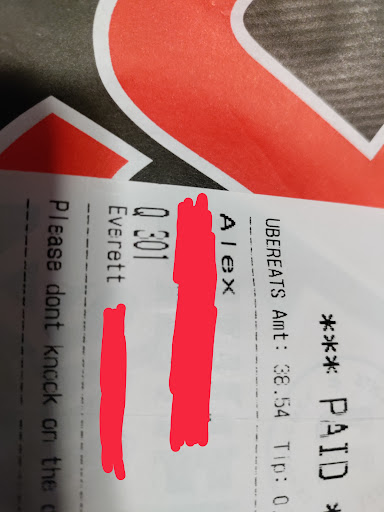 *** PAID *
UBEREATS Amt: 38.54 Tip: 0
Alex
Q 301
Everett
Please dont knock on the